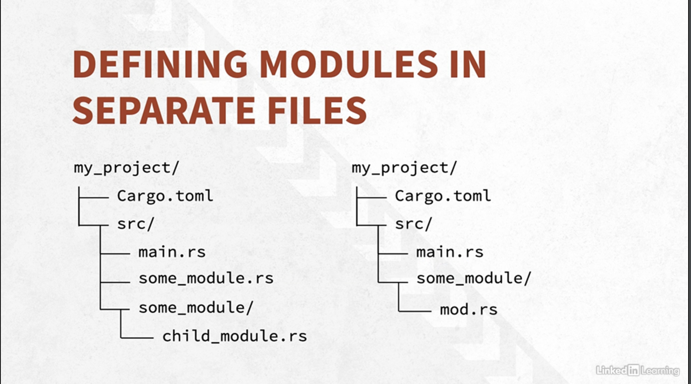 DEFINING MODULES IN
SEPARATE FILES
my_project/
Cargo.toml
src/
main.rs
some_module.rs
some_module/
child_module.rs
my_project/
Cargo.toml
src/
main.rs
some_module/
mod.rs
Linked in Learning